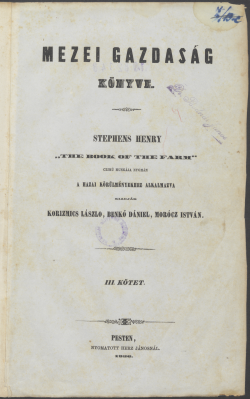 MEZEI GAZDASÁG
KÖNYVE.
STEPHENS HENRY
„THE BOOK OF THE FARM“
CZIMŰ MUNKÁJA NYOMÁN
A HAZAI KÖRÜLMÉNYEKHEZ ALKALMAZVA
KORIZMICS LÁSZLÓ, BENKŐ DÁNIEL, MORÓCZ ISTVÁN.
III KÖTET.
PESTEN,
NYOMATOTT HERZ JÁNOSNÁL.